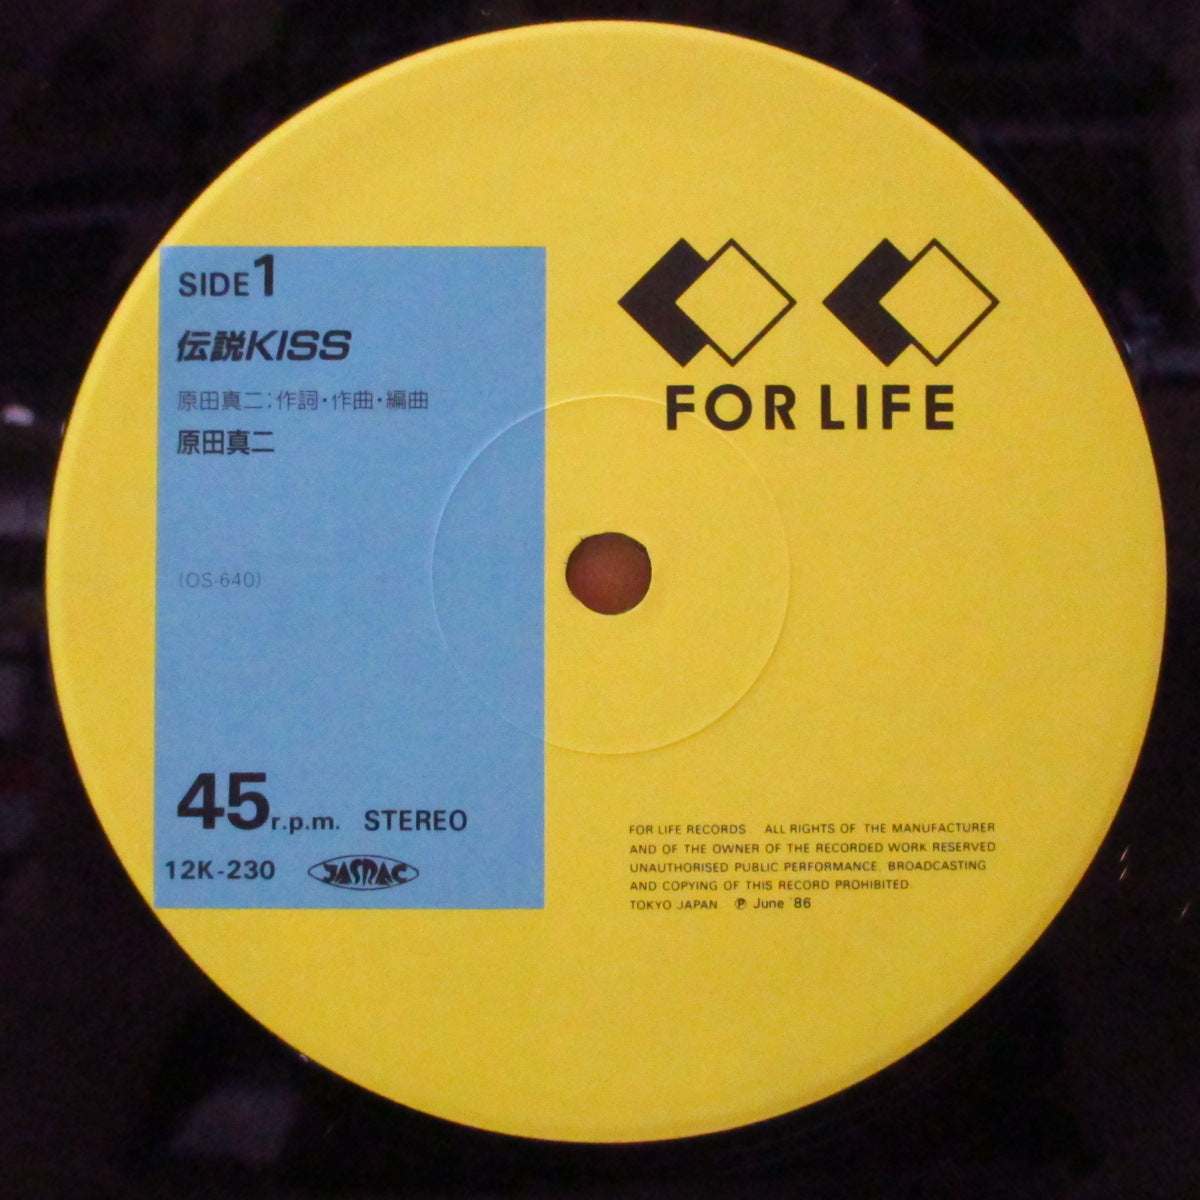 SIDE 1
伝説KISS
原田真二:作詞・作曲・編曲
原田真二
(OS-640)
45 r.p.m. STEREO
12K-230 JASRAC
FOR LIFE
FOR LIFE RECORDS ALL RIGHTS OF THE MANUFACTURER
AND OF THE OWNER OF THE RECORDED WORK RESERVED
UNAUTHORISED PUBLIC PERFORMANCE, BROADCASTING
AND COPYING OF THIS RECORD PROHIBITED
TOKYO JAPAN ℗ June '86